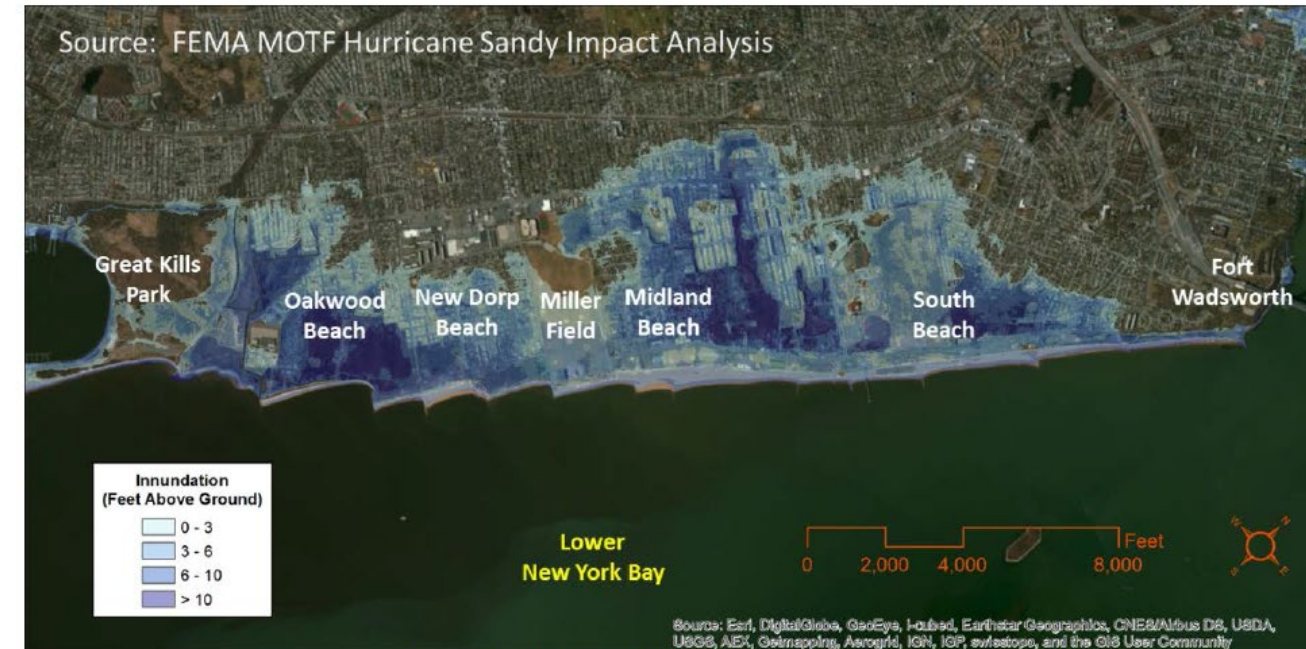 Source: FEMA MOTF Hurricane Sandy Impact Analysis
Great Kills
Park
Oakwood
Beach
New Dorp
Beach
Miller
Field
Midland
Beach
South
Beach
Fort
Wadsworth
Innundation
(Feet Above Ground)
0 - 3
3 - 6
6 - 10
> 10
Lower
New York Bay
Feet
0 2,000 4,000 8,000
N
E
S
W
Source: Esri, DigitalGlobe, GeoEye, i-cubed, Earthstar Geographics, CNES/Airbus DS, USDA,
USGS, AEX, Getmapping, Aerogrid, IGN, IGP, swisstopo, and the GIS User Community